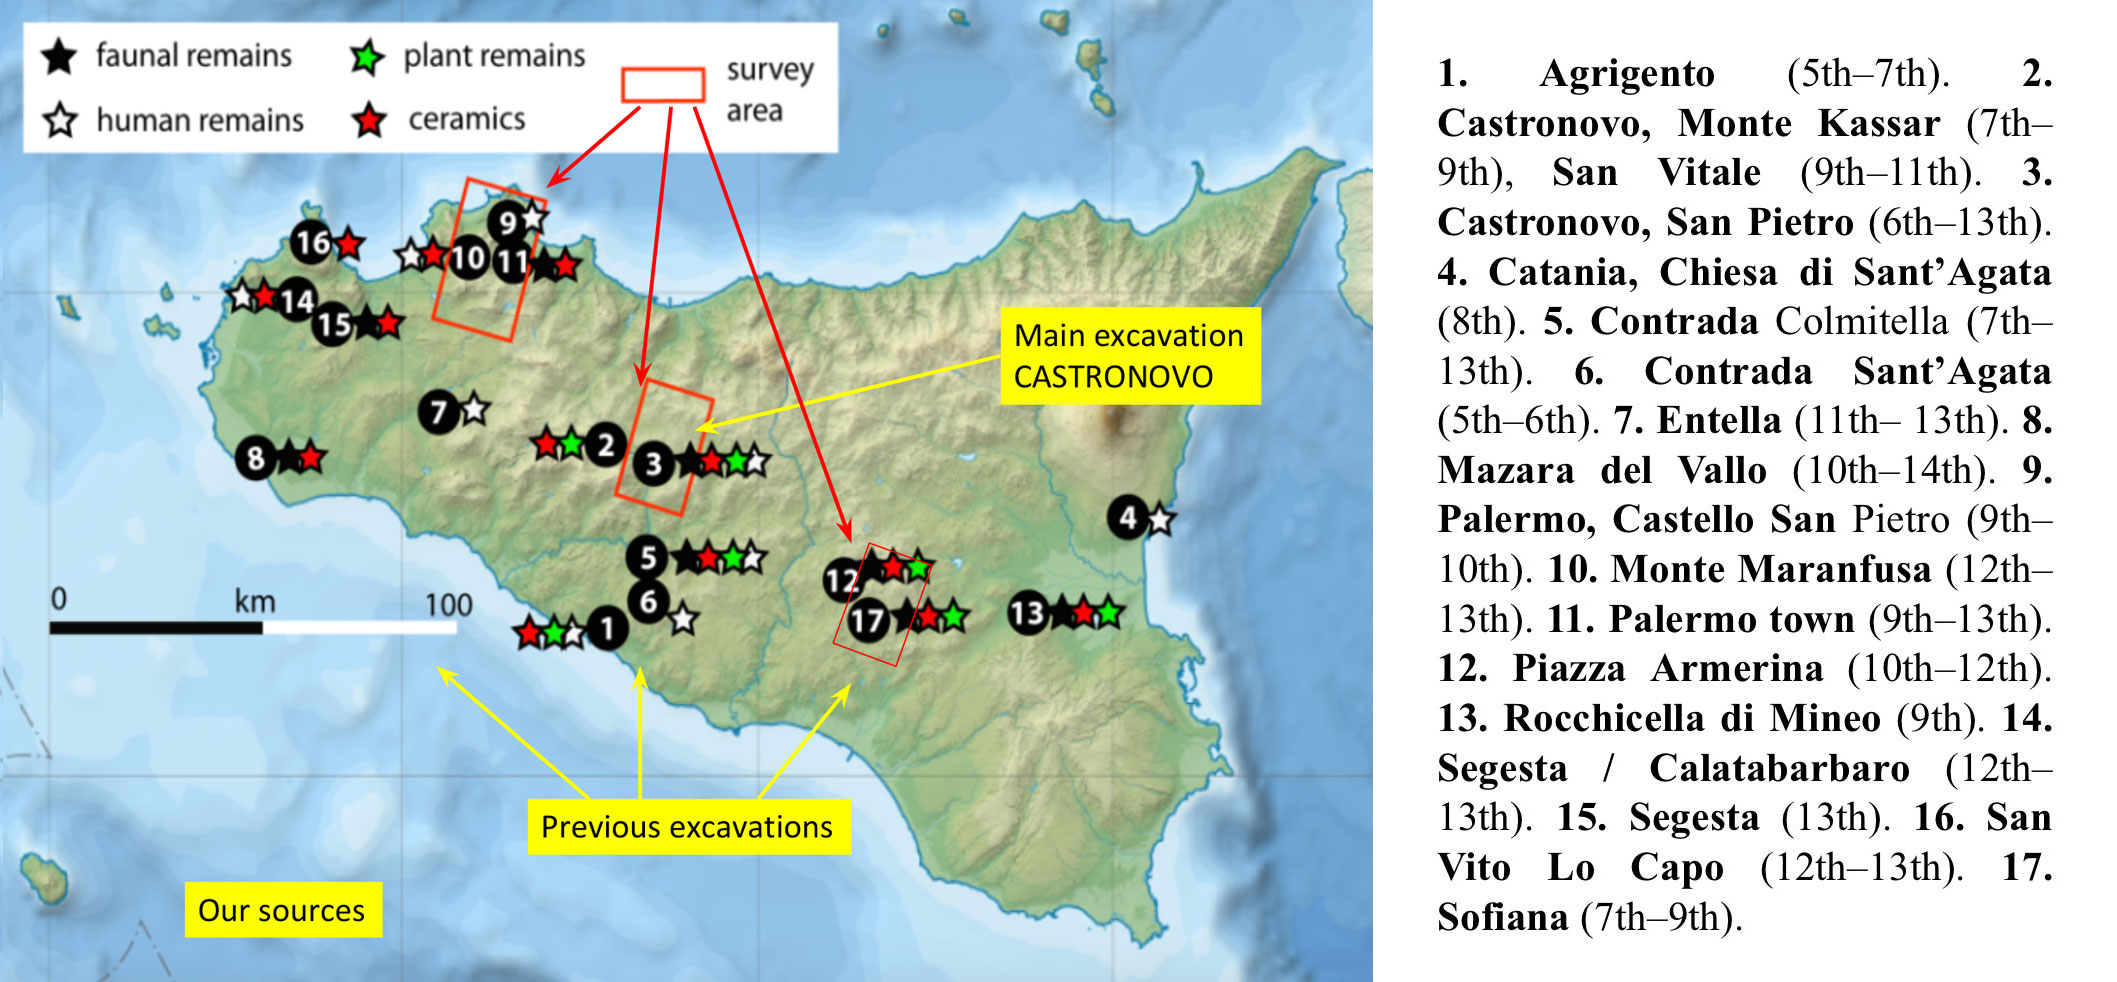 faunal remains
plant remains
human remains
ceramics
survey
area
9
16
10
11
14
15
Main excavation
CASTRONOVO
7
2
8
3
4
5
12
6
17
13
1
0 km 100
Previous excavations
Our sources
1. Agrigento (5th–7th). 2.
Castronovo, Monte Kassar (7th–
9th), San Vitale (9th–11th). 3.
Castronovo, San Pietro (6th–13th).
4. Catania, Chiesa di Sant’Agata
(8th). 5. Contrada Colmitella (7th–
13th). 6. Contrada Sant’Agata
(5th–6th). 7. Entella (11th– 13th). 8.
Mazara del Vallo (10th–14th). 9.
Palermo, Castello San Pietro (9th–
10th). 10. Monte Maranfusa (12th–
13th). 11. Palermo town (9th–13th).
12. Piazza Armerina (10th–12th).
13. Rocchicella di Mineo (9th). 14.
Segesta / Calatabarbaro (12th–
13th). 15. Segesta (13th). 16. San
Vito Lo Capo (12th–13th). 17.
Sofiana (7th–9th).